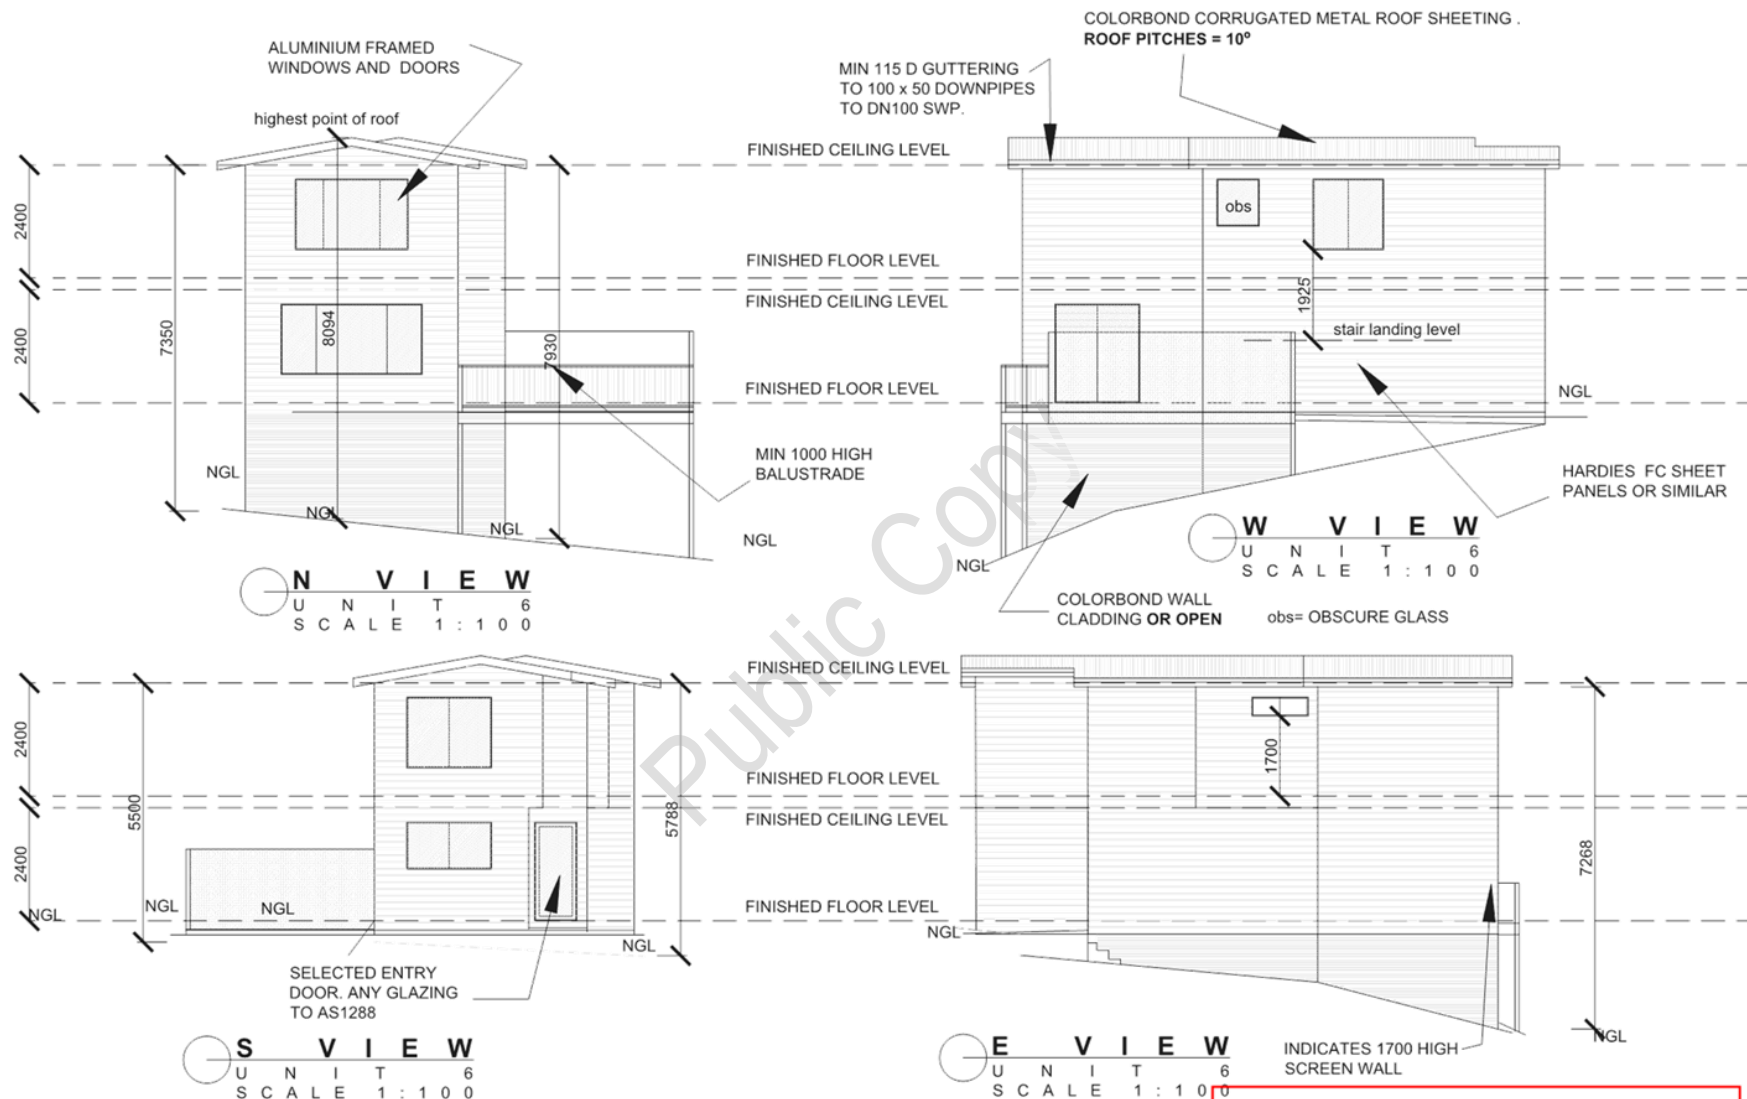 ALUMINIUM FRAMED
WINDOWS AND DOORS
highest point of roof
2400
2400
7350
8094
7930
NGL
NGL
NGL
NGL
MIN 1000 HIGH
BALUSTRADE
N VIEW
UNIT 6
SCALE 1:100
FINISHED CEILING LEVEL
FINISHED FLOOR LEVEL
FINISHED CEILING LEVEL
FINISHED FLOOR LEVEL
COLORBOND CORRUGATED METAL ROOF SHEETING .
ROOF PITCHES = 10º
MIN 115 D GUTTERING
TO 100 x 50 DOWNPIPES
TO DN100 SWP.
obs
1925
stair landing level
NGL
HARDIES FC SHEET
PANELS OR SIMILAR
NGL
W VIEW
UNIT 6
SCALE 1:100
COLORBOND WALL
CLADDING OR OPEN
obs= OBSCURE GLASS
Public Copy
2400
2400
5500
5788
NGL
NGL
NGL
NGL
SELECTED ENTRY
DOOR. ANY GLAZING
TO AS1288
S VIEW
UNIT 6
SCALE 1:100
FINISHED CEILING LEVEL
FINISHED FLOOR LEVEL
FINISHED CEILING LEVEL
FINISHED FLOOR LEVEL
1700
7268
NGL
NGL
INDICATES 1700 HIGH
SCREEN WALL
E VIEW
UNIT 6
SCALE 1:100